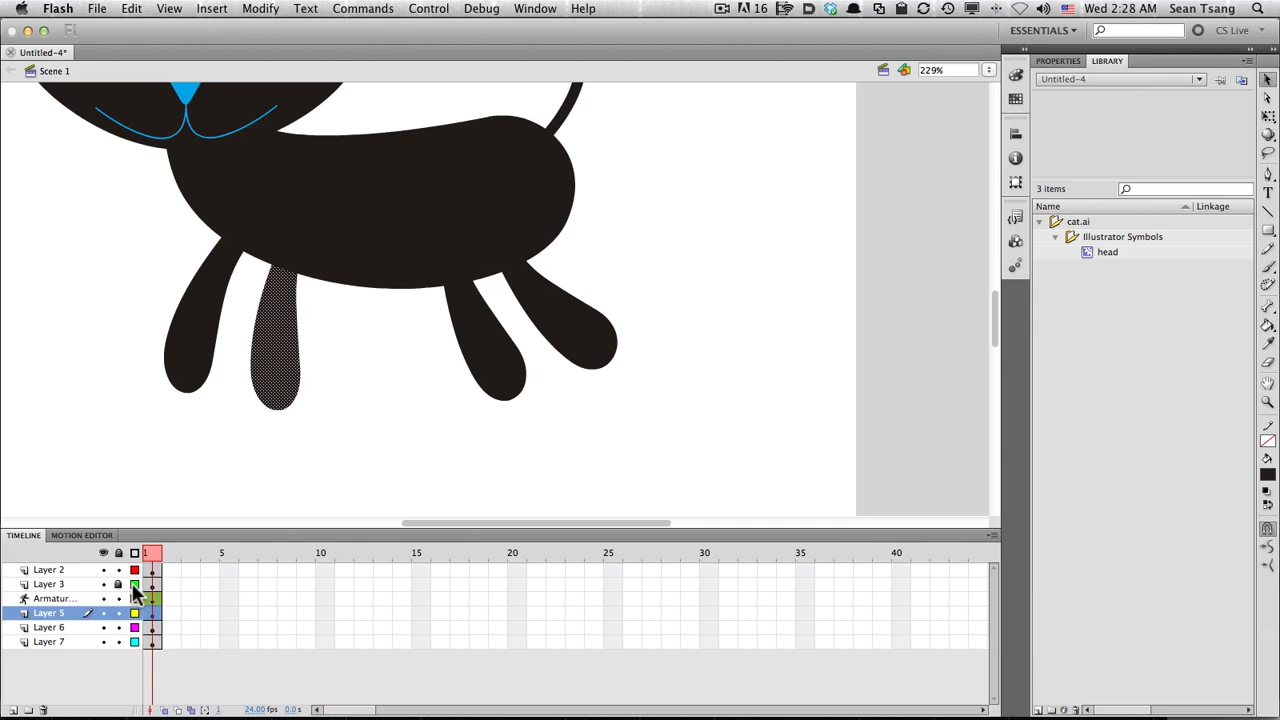 Flash File Edit View Insert Modify Text Commands Control Debug Window Help 16 Wed 2:28 AM Sean Tsang
Fl ESSENTIALS CS Live
Untitled-4*
Scene 1 229%
PROPERTIES LIBRARY
Untitled-4
3 items
Name Linkage
cat.ai
Illustrator Symbols
head
TIMELINE MOTION EDITOR
1 5 10 15 20 25 30 35 40
Layer 2
Layer 3
Armatur...
Layer 5
Layer 6
Layer 7
1 24.00 fps 0.0 s